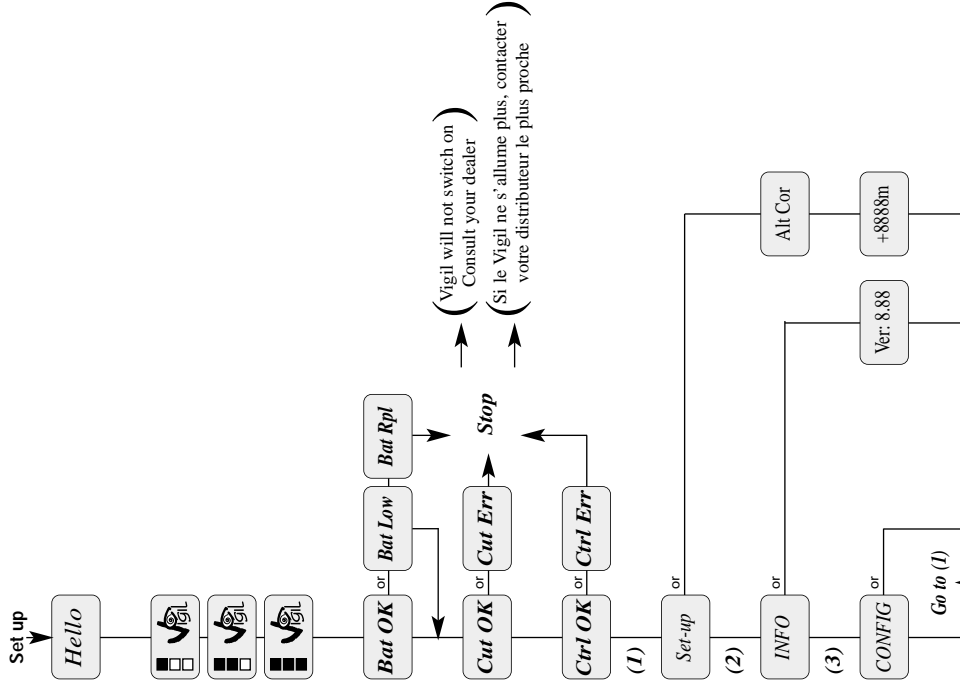 Set up
Hello
Vigil
Vigil
Vigil
Bat OK
or
Bat Low
Bat Rpl
Cut OK
or
Cut Err
Stop
(Vigil will not switch on
Consult your dealer)
(Si le Vigil ne s'allume plus, contacter
votre distributeur le plus proche)
Ctrl OK
or
Ctrl Err
(1)
Set-up
or
(2)
INFO
or
Alt Cor
(3)
CONFIG
or
Ver: 8.88
+8888m
Go to (1)